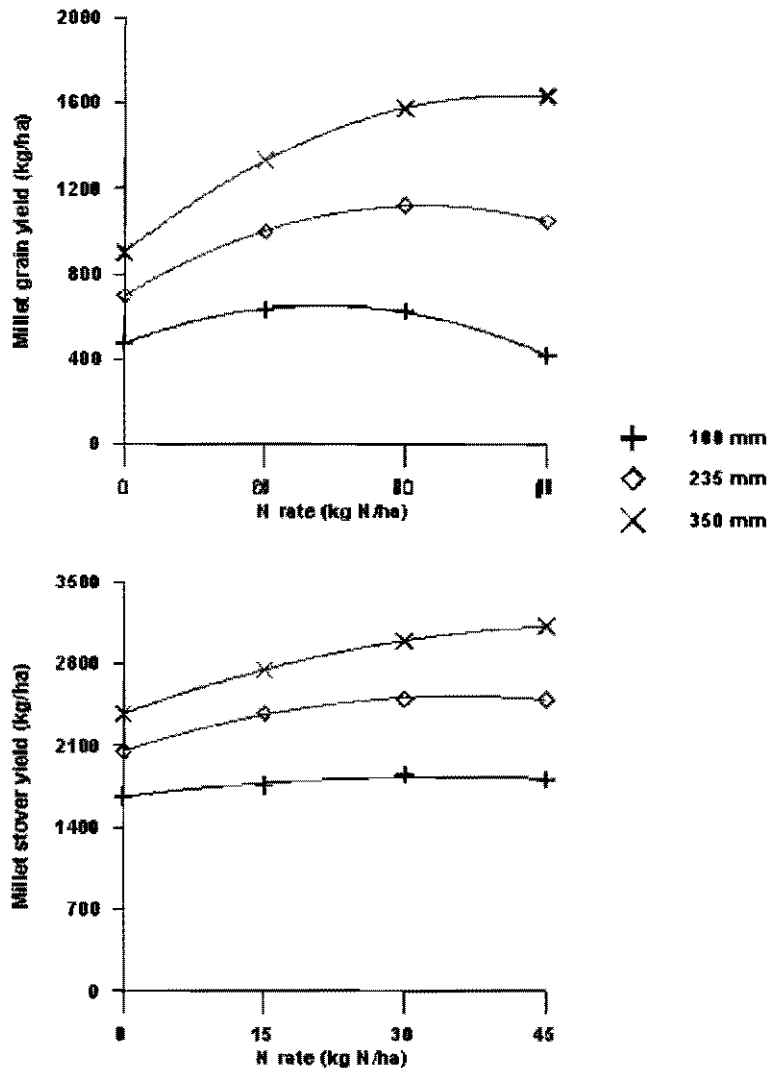 2000
1600
1200
800
400
0
Millet grain yield (kg/ha)
0
N rate (kg N/ha)
mm
235 mm
350 mm
3500
2800
2100
1400
700
0
Millet stover yield (kg/ha)
0 15 30 45
N rate (kg N/ha)